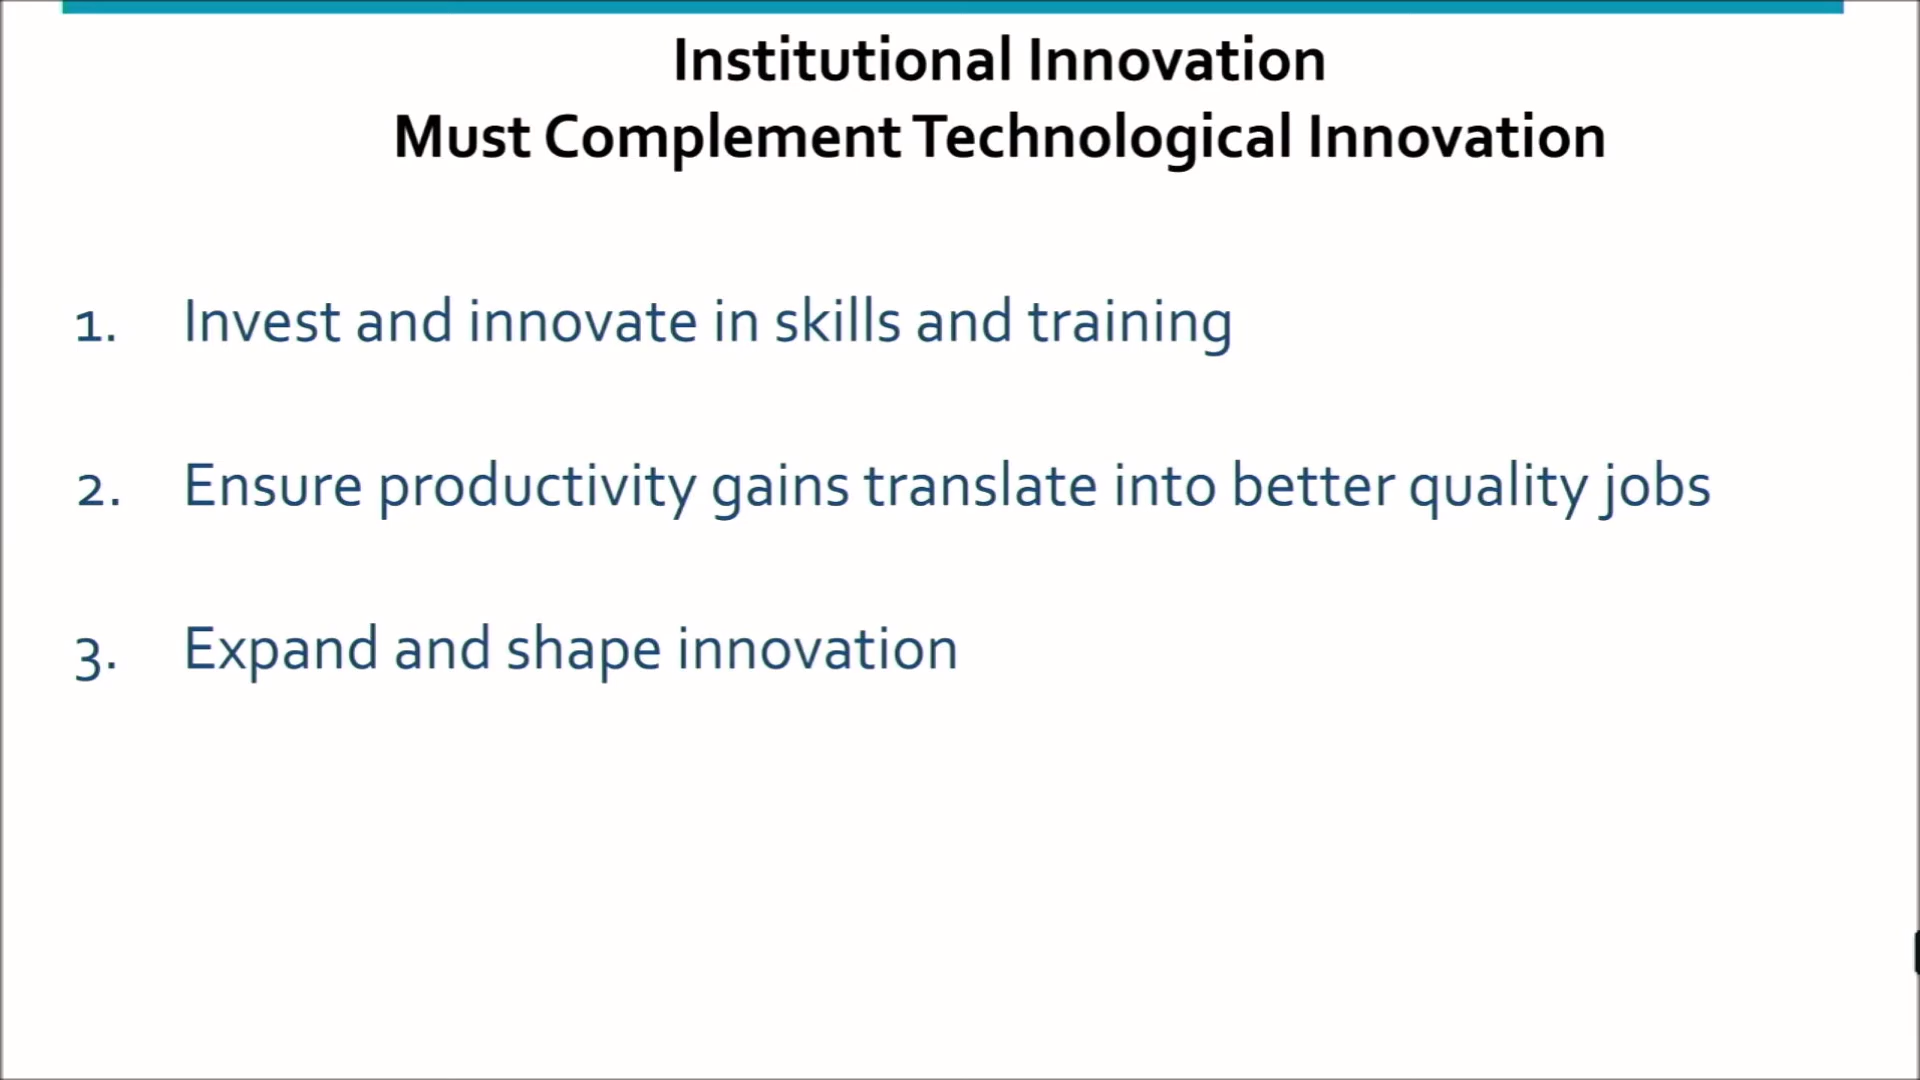 Institutional Innovation
Must Complement Technological Innovation
1. Invest and innovate in skills and training
2. Ensure productivity gains translate into better quality jobs
3. Expand and shape innovation